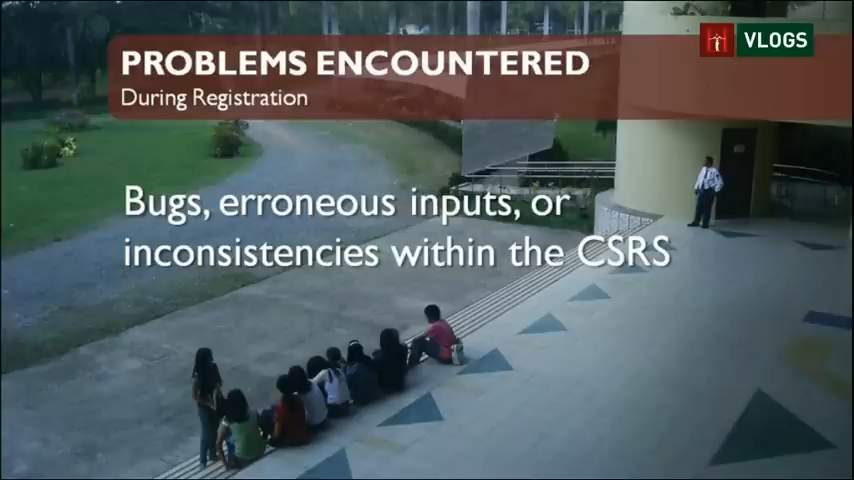 VLOGS
PROBLEMS ENCOUNTERED
During Registration
Bugs, erroneous inputs, or
inconsistencies within the CSRS